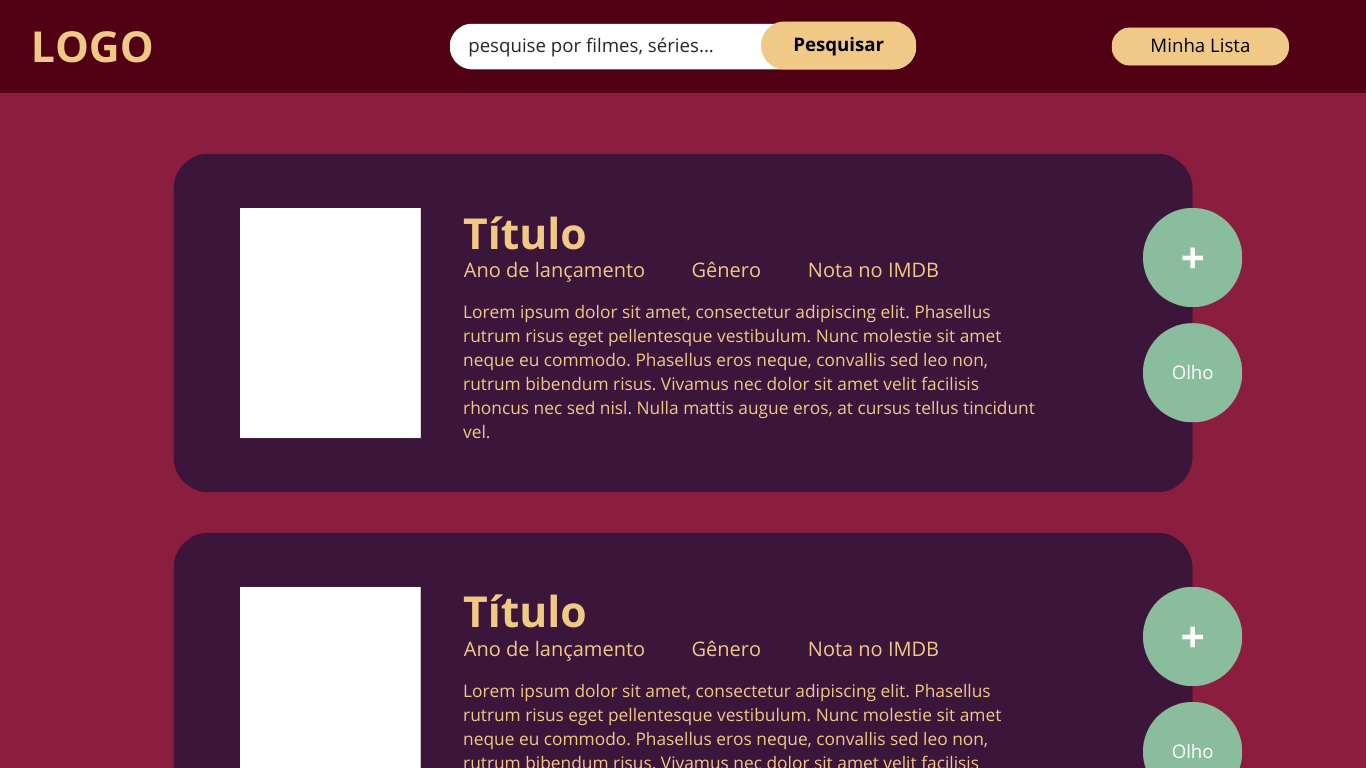 LOGO
pesquise por filmes, séries...
Pesquisar
Minha Lista
Título
Ano de lançamento Gênero Nota no IMDB
Lorem ipsum dolor sit amet, consectetur adipiscing elit. Phasellus
rutrum risus eget pellentesque vestibulum. Nunc molestie sit amet
neque eu commodo. Phasellus eros neque, convallis sed leo non,
rutrum bibendum risus. Vivamus nec dolor sit amet velit facilisis
rhoncus nec sed nisl. Nulla mattis augue eros, at cursus tellus tincidunt
vel.
+
Olho
Título
Ano de lançamento Gênero Nota no IMDB
Lorem ipsum dolor sit amet, consectetur adipiscing elit. Phasellus
rutrum risus eget pellentesque vestibulum. Nunc molestie sit amet
neque eu commodo. Phasellus eros neque, convallis sed leo non,
rutrum bibendum risus. Vivamus nec dolor sit amet velit facilisis
+
Olho